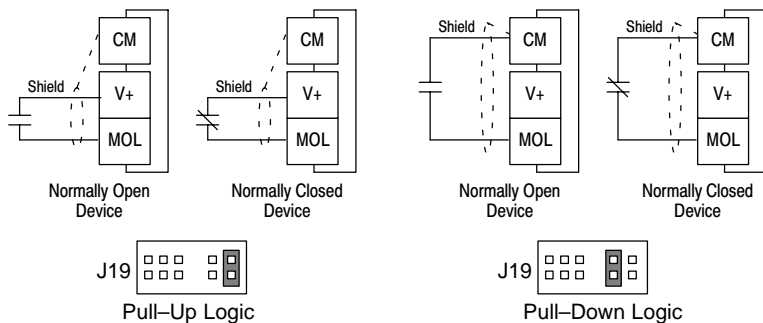 Shield
CM
V+
MOL
Normally Open
Device
Shield
CM
V+
MOL
Normally Closed
Device
J19
Pull–Up Logic
Shield
CM
V+
MOL
Normally Open
Device
Shield
CM
V+
MOL
Normally Closed
Device
J19
Pull–Down Logic